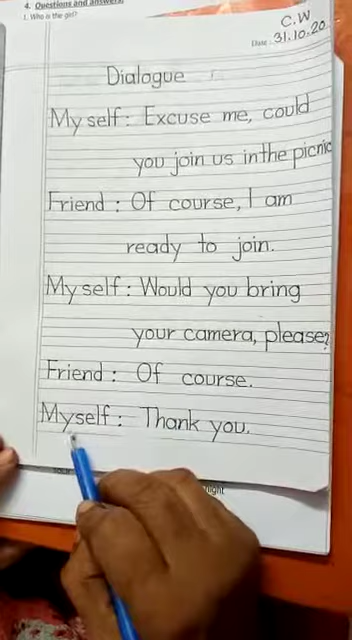 4. Questions and answers:
1. Who is the girl?
C.W
Date: 31.10.20
Dialogue
Myself: Excuse me, could
you join us in the picnic
Friend: Of course, I am
ready to join.
Myself: Would you bring
your camera, please?
Friend: Of course.
Myself: Thank you.